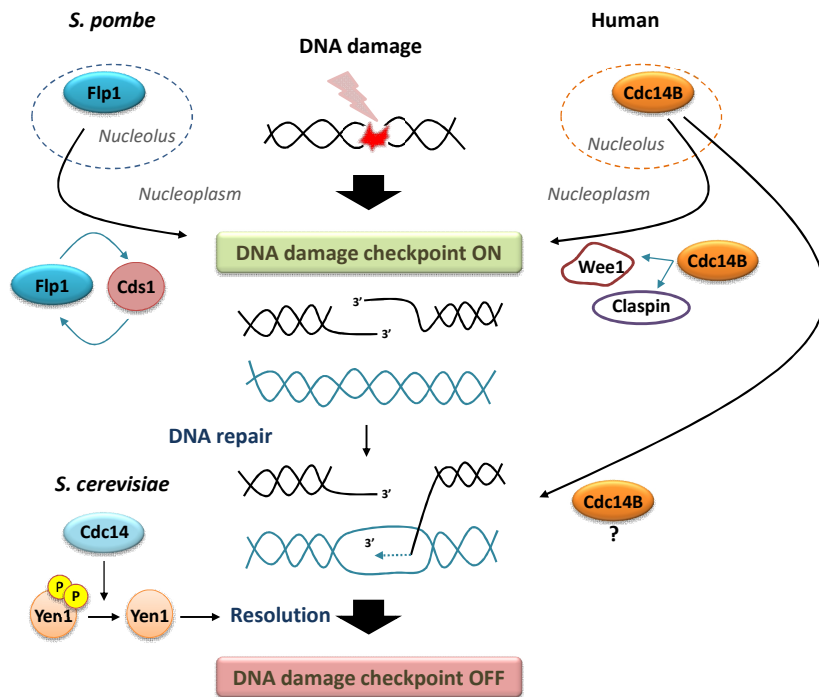 S. pombe
Human
DNA damage
Flp1
Cdc14B
Nucleolus
Nucleolus
Nucleoplasm
Nucleoplasm
DNA damage checkpoint ON
Wee1
Cdc14B
Flp1
Cds1
Claspin
3’
3’
DNA repair
S. cerevisiae
3’
Cdc14B
?
Cdc14
3’
P
P
Yen1
Yen1
Resolution
DNA damage checkpoint OFF